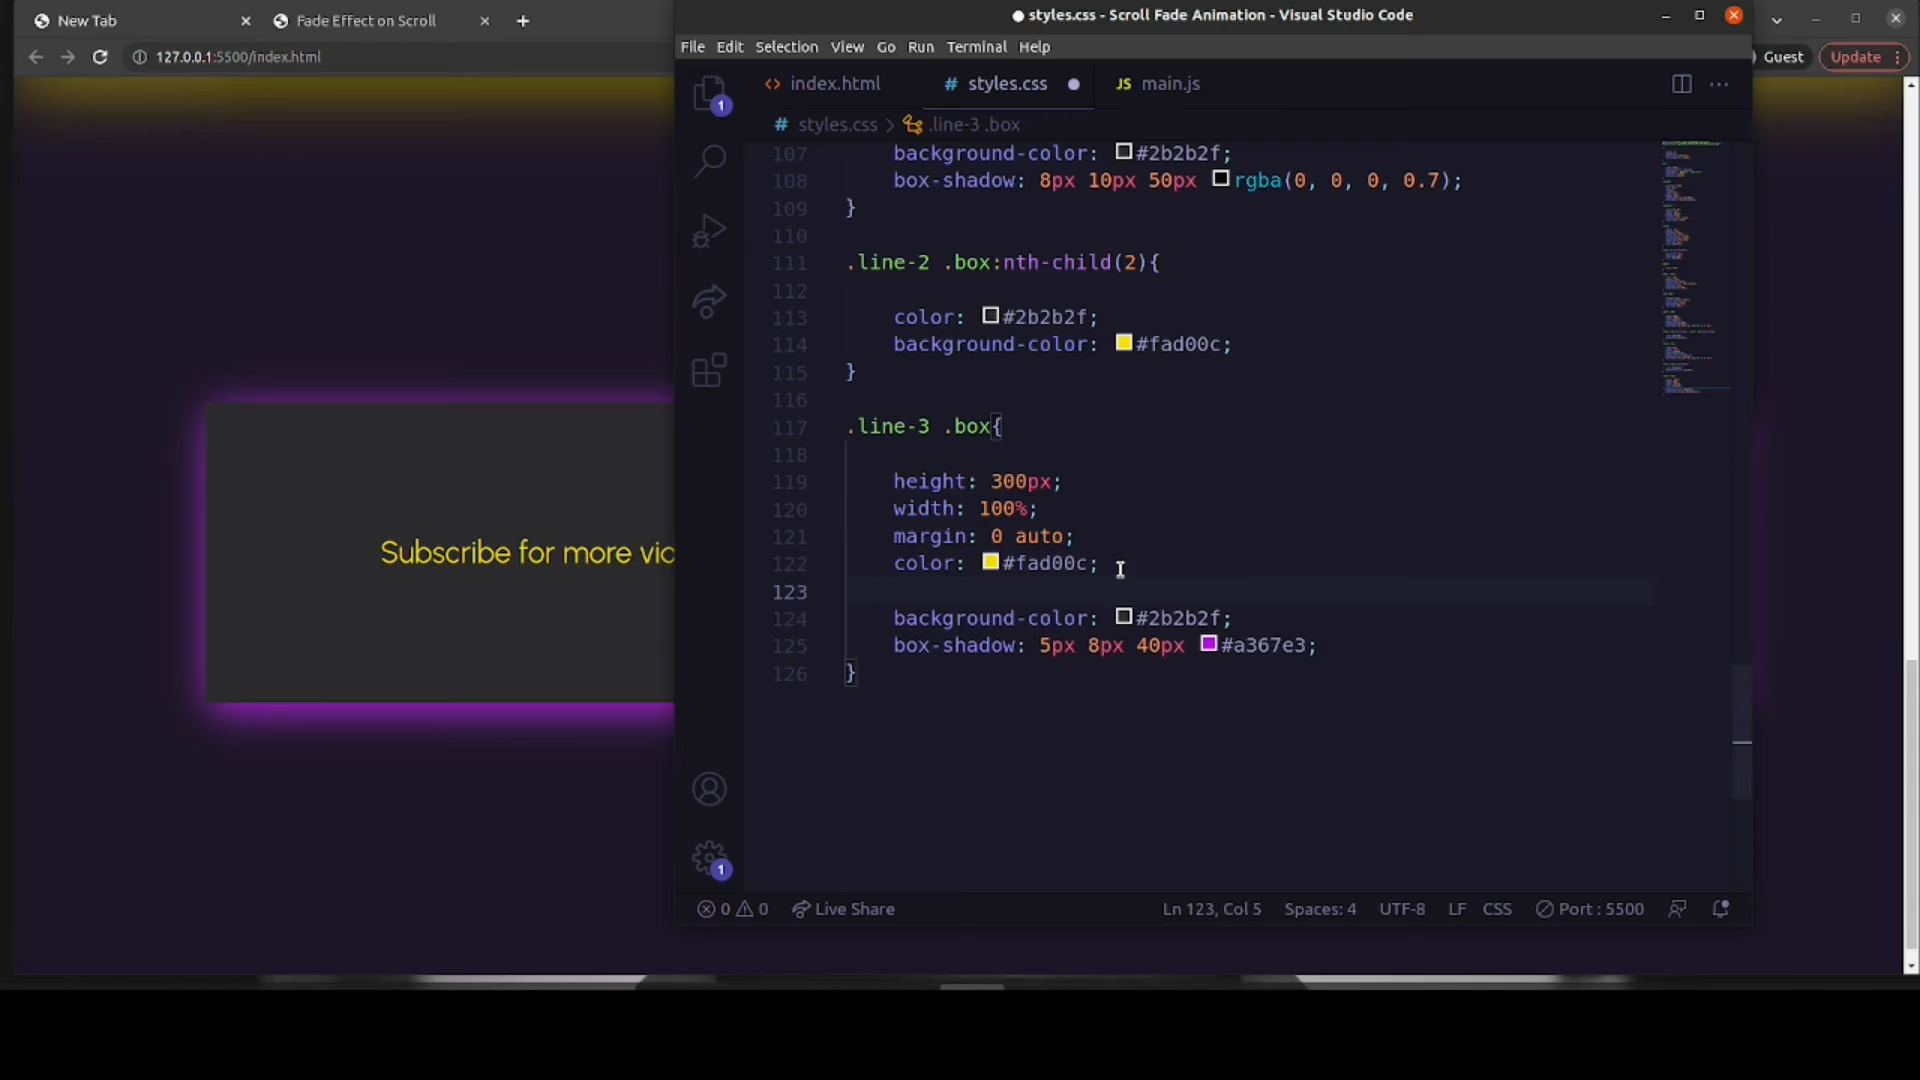 New Tab
Fade Effect on Scroll
127.0.0.1:5500/index.html
Subscribe for more vi
styles.css - Scroll Fade Animation - Visual Studio Code
File Edit Selection View Go Run Terminal Help
Guest
Update
index.html
styles.css
JS main.js
styles.css > .line-3 .box
107 background-color: #2b2b2f;
108 box-shadow: 8px 10px 50px rgba(0, 0, 0, 0.7);
109 }
110
111 .line-2 .box:nth-child(2){
112
113 color: #2b2b2f;
114 background-color: #fad00c;
115 }
116
117 .line-3 .box{
118
119 height: 300px;
120 width: 100%;
121 margin: 0 auto;
122 color: #fad00c;
123
124 background-color: #2b2b2f;
125 box-shadow: 5px 8px 40px #a367e3;
126 }
1
1
0 0
Live Share
Ln 123, Col 5
Spaces: 4
UTF-8
LF
CSS
Port : 5500